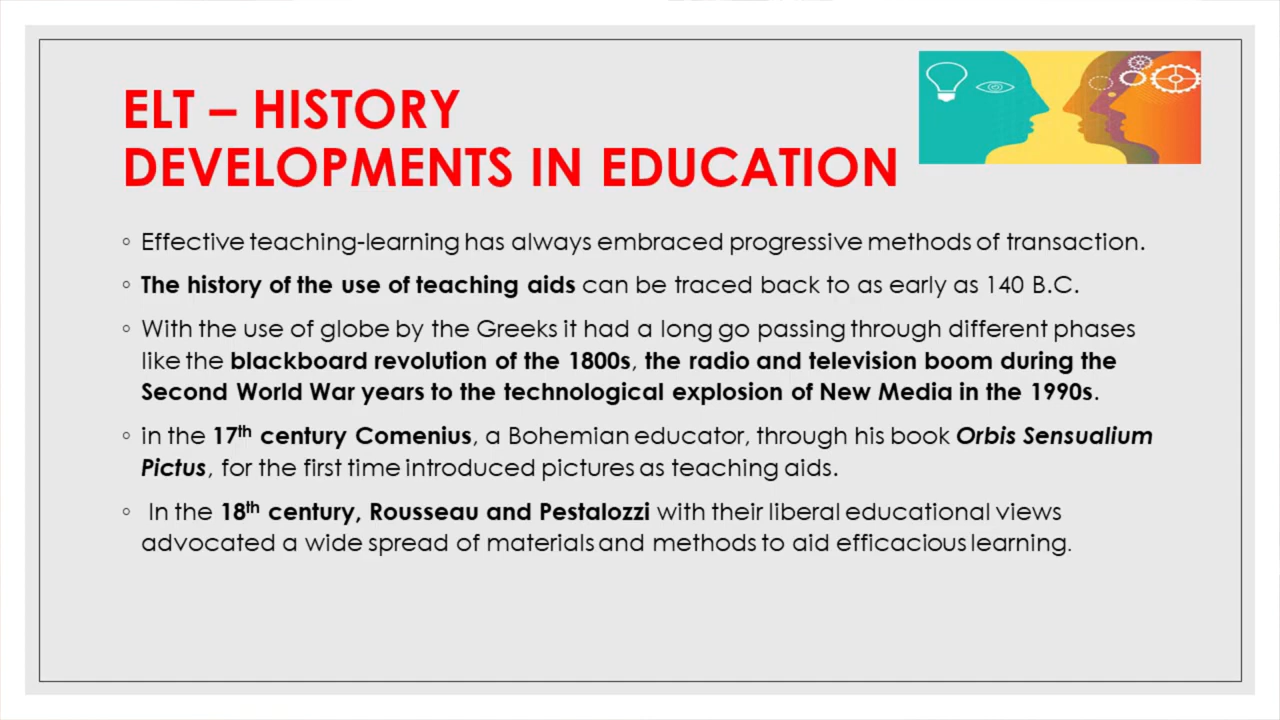 ELT – HISTORY
DEVELOPMENTS IN EDUCATION
◦ Effective teaching-learning has always embraced progressive methods of transaction.
◦ The history of the use of teaching aids can be traced back to as early as 140 B.C.
◦ With the use of globe by the Greeks it had a long go passing through different phases
like the blackboard revolution of the 1800s, the radio and television boom during the
Second World War years to the technological explosion of New Media in the 1990s.
◦ in the 17th century Comenius, a Bohemian educator, through his book Orbis Sensualium
Pictus, for the first time introduced pictures as teaching aids.
◦ In the 18th century, Rousseau and Pestalozzi with their liberal educational views
advocated a wide spread of materials and methods to aid efficacious learning.